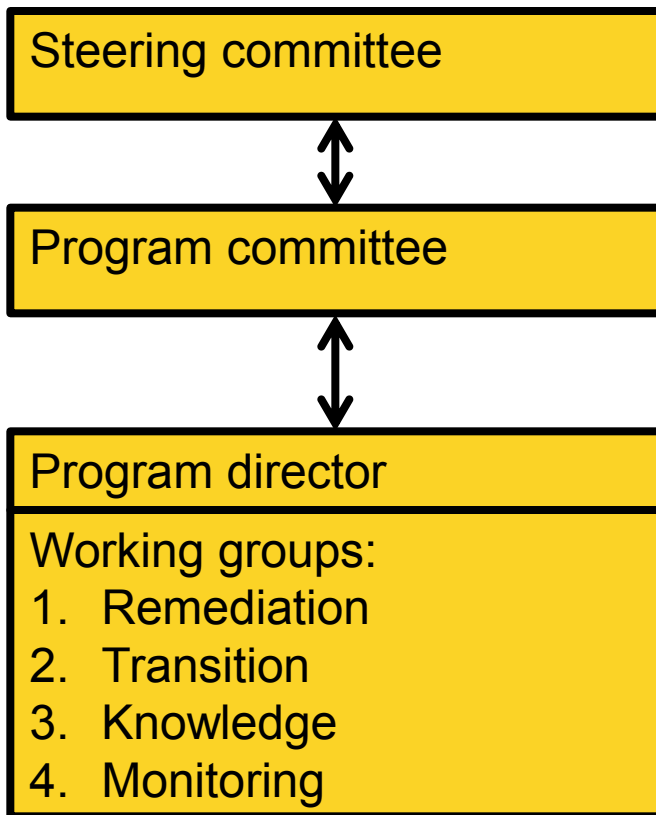 Steering committee
Program committee
Program director
Working groups:
1. Remediation
2. Transition
3. Knowledge
4. Monitoring